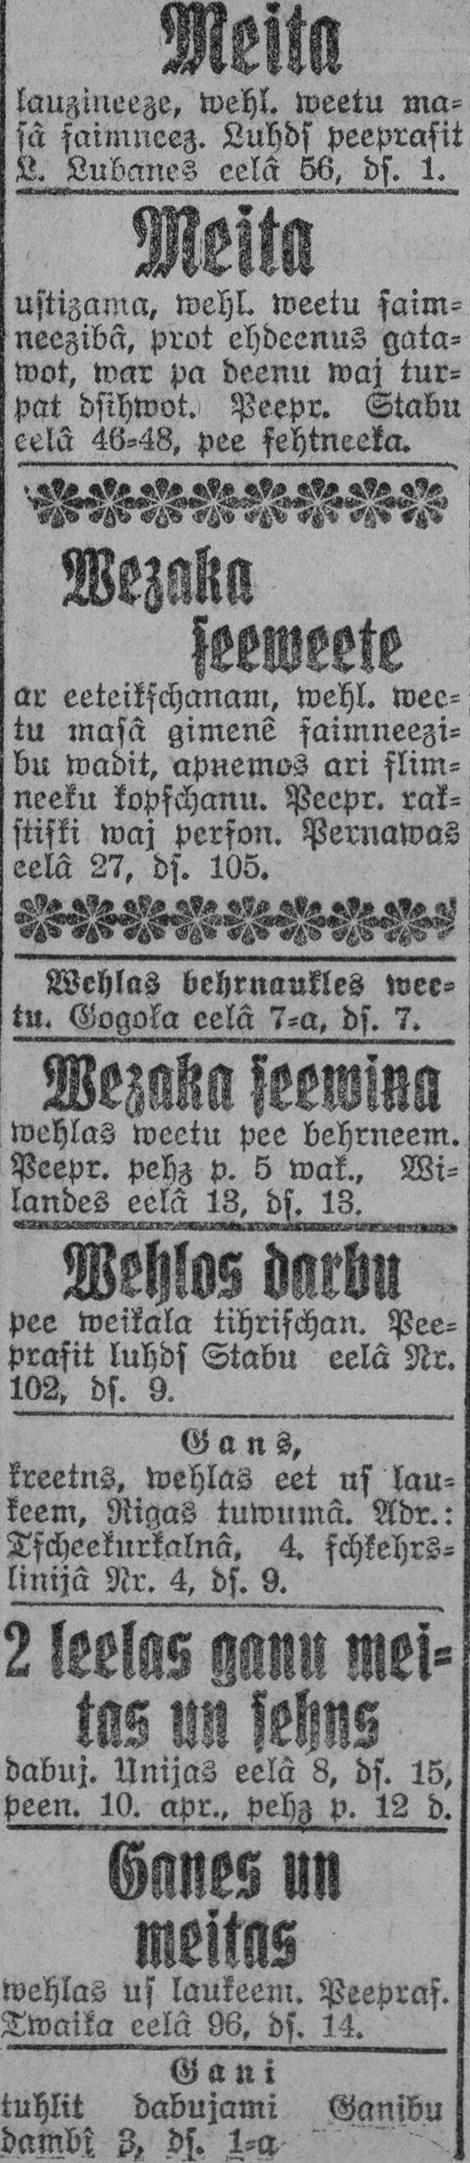 Meita
lauzineeze, wehl. weetu ma-
sâ saimneez. Luhds peeprasit
L. Lubanes eelâ 56, ds. 1.
Meita
ustizama, wehl. weetu saim-
neezibâ, prot ehdeenus gata-
wot, war pa deenu waj tur-
pat dsihwot. Peepr. Stabu
eelâ 46-48, pee sehtneeka.
Wezaka
seeweete
ar eeteikschanam, wehl. wee-
tu masâ gimenê saimneezi-
bu wadit, apnemos ari slim-
neeku kopschanu. Peepr. rak-
stiski waj person. Pernawas
eelâ 27, ds. 105.
Wehlas behrnaukles wee-
tu. Gogoļa eelâ 7-a, ds. 7.
Wezaka seewina
wehlas weetu pee behrneem.
Peepr. pehz p. 5 wak., Wi-
landes eelâ 13, ds. 13.
Wehlos darbu
pee weikala tihrischan. Pee-
prasit luhds Stabu eelâ Nr.
102, ds. 9.
Gans,
kreetns, wehlas eet us lau-
keem, Rigas tuwumâ. Adr.:
Tscheekurkalnâ, 4. schkehrs-
linijâ Nr. 4, ds. 9.
2 leelas ganu mei-
tas un sehns
dabuj. Unijas eelâ 8, ds. 15,
peen. 10. apr., pehz p. 12 d.
Ganes un
meitas
wehlas us laukeem. Peepras.
Twaika eelâ 96, ds. 14.
Gani
tuhlit dabujami Ganibu
dambî 3, ds. 1-a